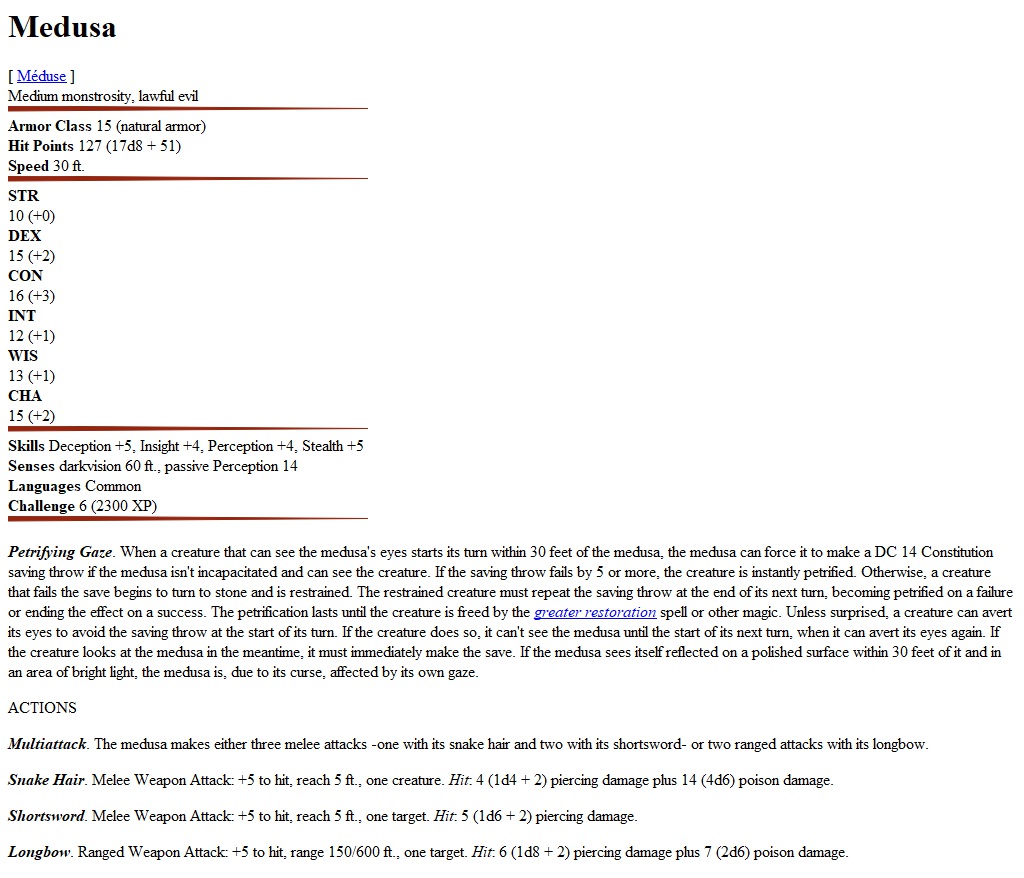 Medusa
[ Méduse ]
Medium monstrosity, lawful evil
Armor Class 15 (natural armor)
Hit Points 127 (17d8 + 51)
Speed 30 ft.
STR
10 (+0)
DEX
15 (+2)
CON
16 (+3)
INT
12 (+1)
WIS
13 (+1)
CHA
15 (+2)
Skills Deception +5, Insight +4, Perception +4, Stealth +5
Senses darkvision 60 ft., passive Perception 14
Languages Common
Challenge 6 (2300 XP)
Petrifying Gaze. When a creature that can see the medusa's eyes starts its turn within 30 feet of the medusa, the medusa can force it to make a DC 14 Constitution
saving throw if the medusa isn't incapacitated and can see the creature. If the saving throw fails by 5 or more, the creature is instantly petrified. Otherwise, a creature
that fails the save begins to turn to stone and is restrained. The restrained creature must repeat the saving throw at the end of its next turn, becoming petrified on a failure
or ending the effect on a success. The petrification lasts until the creature is freed by the greater restoration spell or other magic. Unless surprised, a creature can avert
its eyes to avoid the saving throw at the start of its turn. If the creature does so, it can't see the medusa until the start of its next turn, when it can avert its eyes again. If
the creature looks at the medusa in the meantime, it must immediately make the save. If the medusa sees itself reflected on a polished surface within 30 feet of it and in
an area of bright light, the medusa is, due to its curse, affected by its own gaze.
ACTIONS
Multiattack. The medusa makes either three melee attacks -one with its snake hair and two with its shortsword- or two ranged attacks with its longbow.
Snake Hair. Melee Weapon Attack: +5 to hit, reach 5 ft., one creature. Hit: 4 (1d4 + 2) piercing damage plus 14 (4d6) poison damage.
Shortsword. Melee Weapon Attack: +5 to hit, reach 5 ft., one target. Hit: 5 (1d6 + 2) piercing damage.
Longbow. Ranged Weapon Attack: +5 to hit, range 150/600 ft., one target. Hit: 6 (1d8 + 2) piercing damage plus 7 (2d6) poison damage.